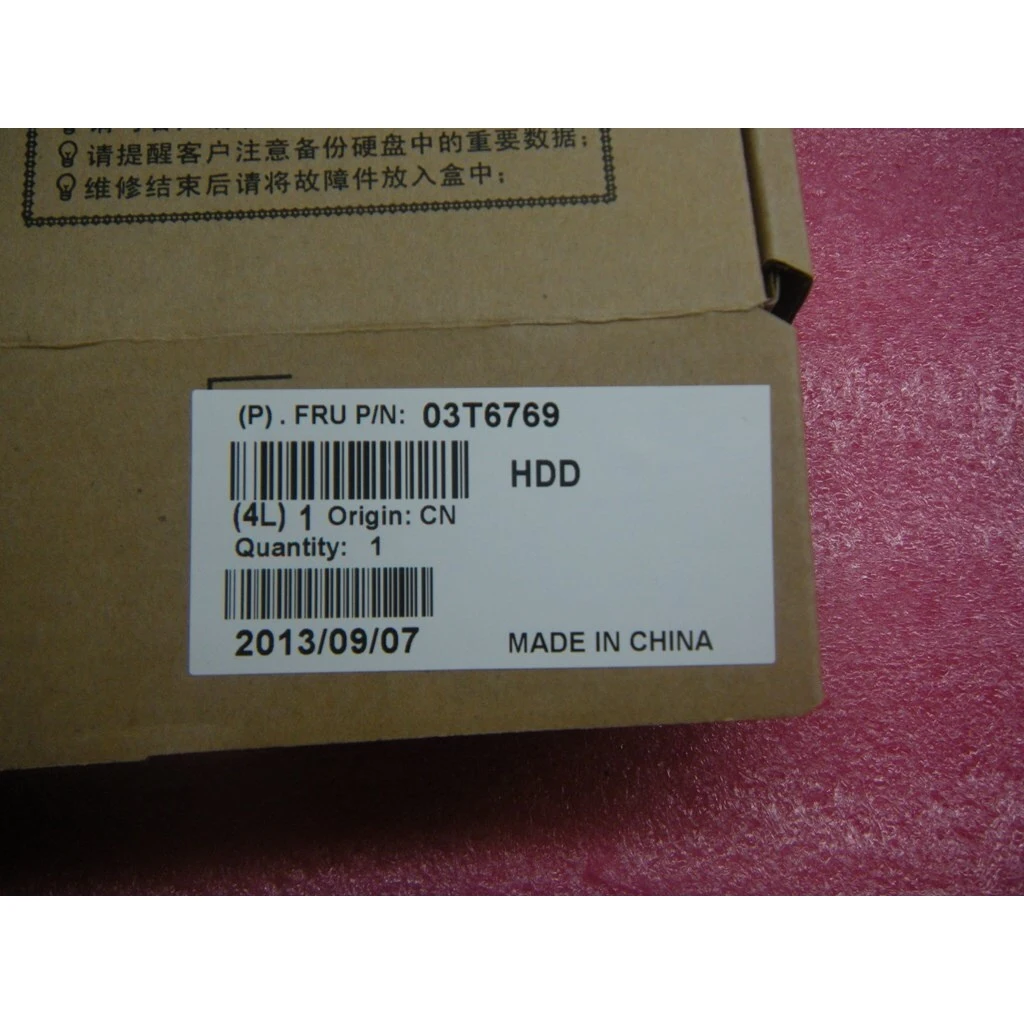 请提醒客户注意备份硬盘中的重要数据;
维修结束后请将故障件放入盒中;
(P) . FRU P/N: 03T6769
HDD
(4L) 1 Origin: CN
Quantity: 1
2013/09/07 MADE IN CHINA